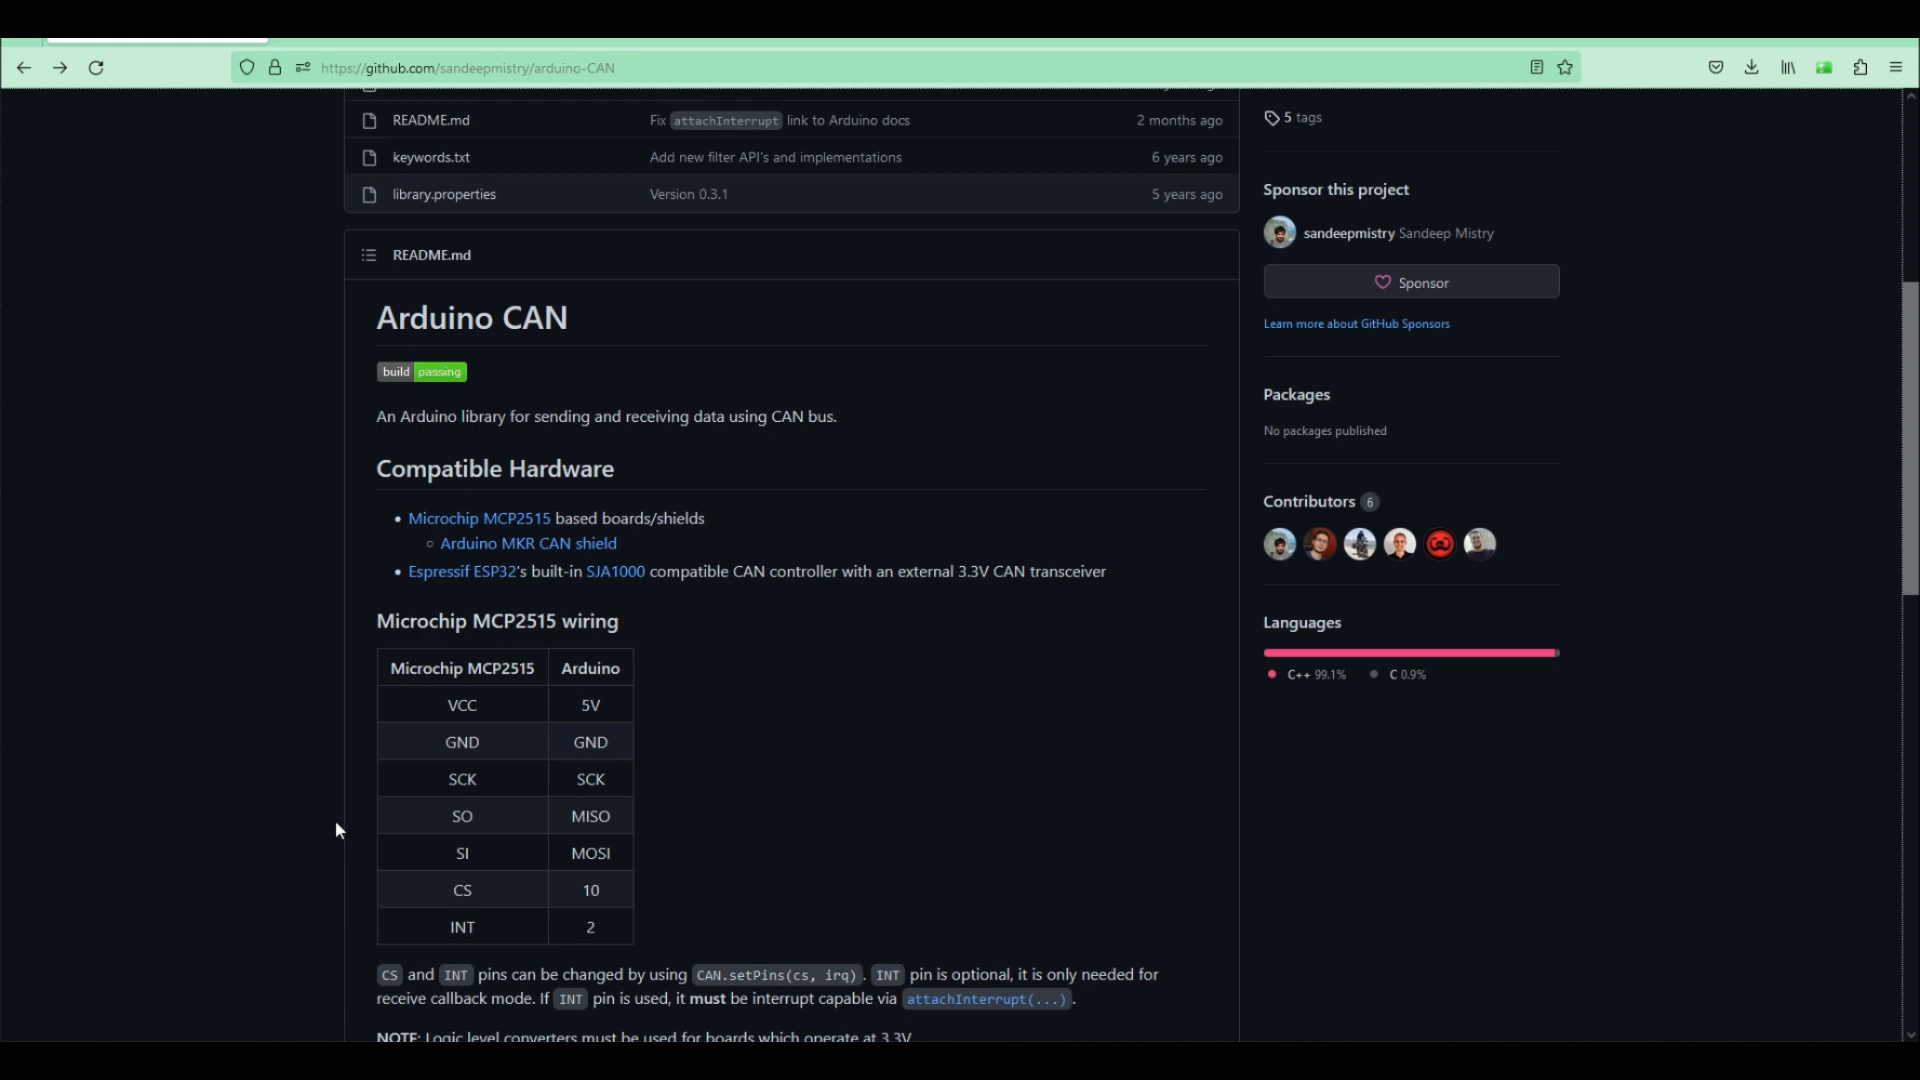 https://github.com/sandeepmistry/arduino-CAN
README.md Fix attachInterrupt link to Arduino docs 2 months ago
keywords.txt Add new filter API's and implementations 6 years ago
library.properties Version 0.3.1 5 years ago
README.md
Arduino CAN
build passing
An Arduino library for sending and receiving data using CAN bus.
Compatible Hardware
• Microchip MCP2515 based boards/shields
○ Arduino MKR CAN shield
• Espressif ESP32's built-in SJA1000 compatible CAN controller with an external 3.3V CAN transceiver
Microchip MCP2515 wiring
Microchip MCP2515 Arduino
VCC 5V
GND GND
SCK SCK
SO MISO
SI MOSI
CS 10
INT 2
CS and INT pins can be changed by using CAN.setPins(cs, irq). INT pin is optional, it is only needed for
receive callback mode. If INT pin is used, it must be interrupt capable via attachInterrupt(...).
NOTE: Logic level converters must be used for boards which operate at 3.3V
5 tags
Sponsor this project
sandeepmistry Sandeep Mistry
Sponsor
Learn more about GitHub Sponsors
Packages
No packages published
Contributors 6
Languages
C++ 99.1% C 0.9%